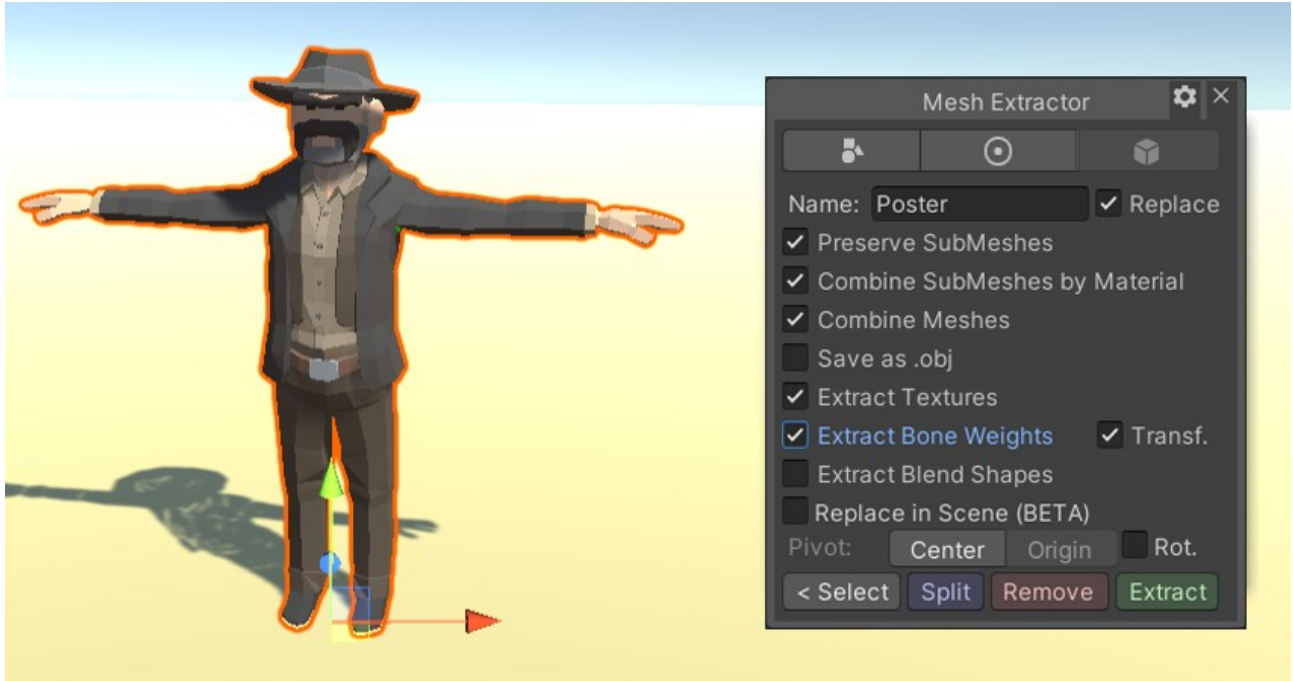 Mesh Extractor
Name: Poster Replace
Preserve SubMeshes
Combine SubMeshes by Material
Combine Meshes
Save as .obj
Extract Textures
Extract Bone Weights Transf.
Extract Blend Shapes
Replace in Scene (BETA)
Pivot: Center Origin Rot.
< Select Split Remove Extract